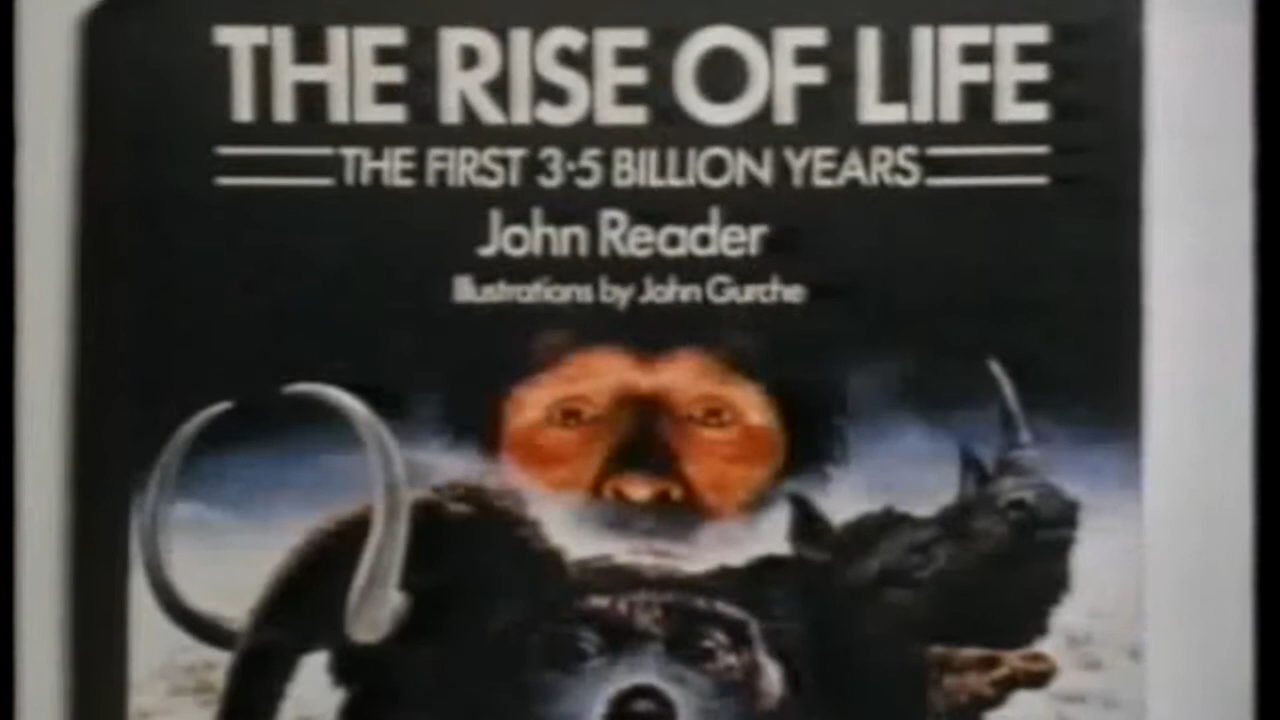 THE RISE OF LIFE
THE FIRST 3·5 BILLION YEARS
John Reader
Illustrations by John Gurche